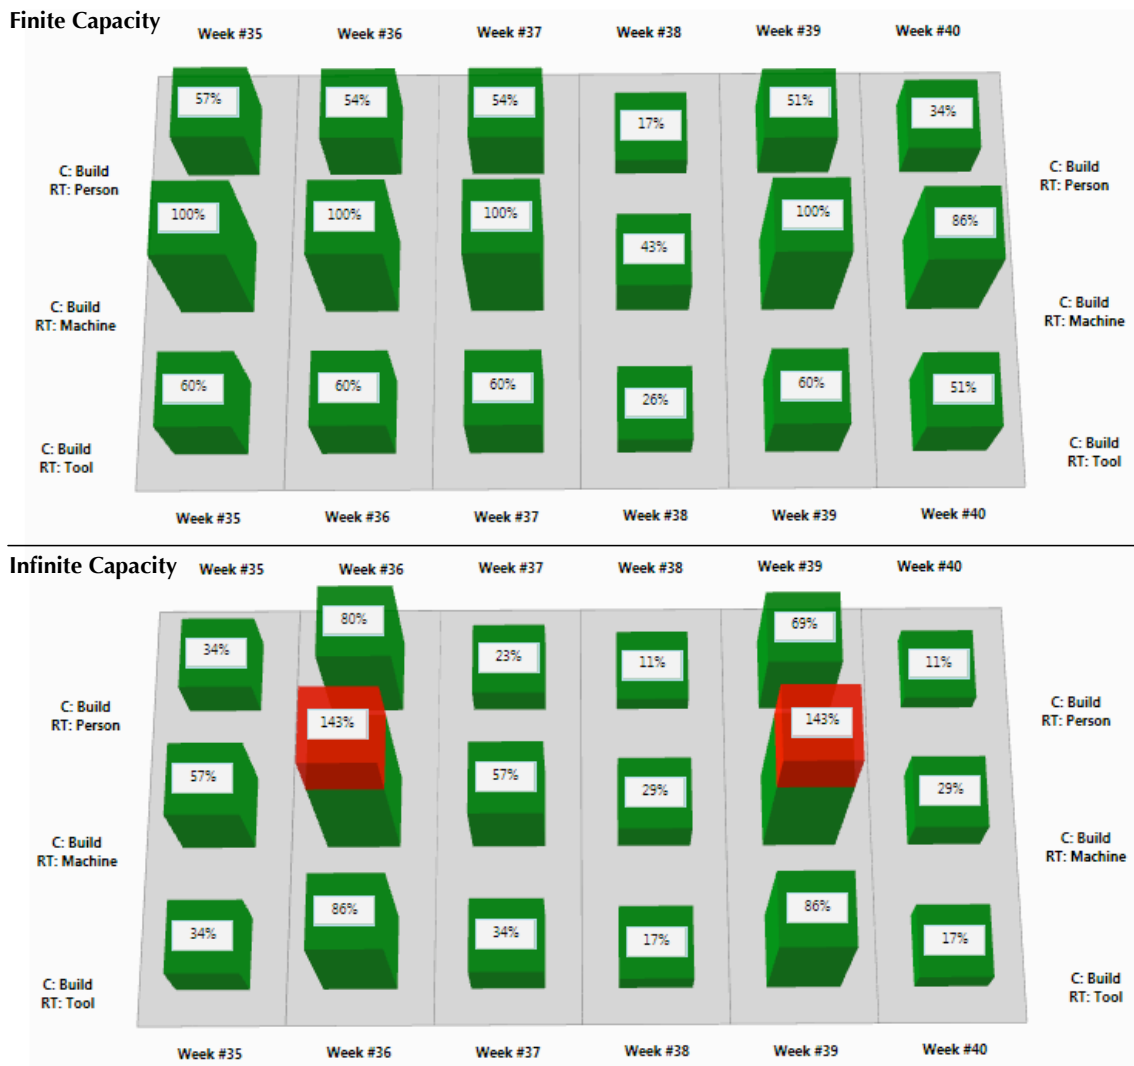 Finite Capacity
Week #35 Week #36 Week #37 Week #38 Week #39 Week #40
57% 54% 54% 17% 51% 34%
C: Build
RT: Person
C: Build
RT: Person
100% 100% 100% 43% 100% 86%
C: Build
RT: Machine
C: Build
RT: Machine
60% 60% 60% 26% 60% 51%
C: Build
RT: Tool
C: Build
RT: Tool
Week #35 Week #36 Week #37 Week #38 Week #39 Week #40
Infinite Capacity
Week #35 Week #36 Week #37 Week #38 Week #39 Week #40
34% 80% 23% 11% 69% 11%
C: Build
RT: Person
C: Build
RT: Person
57% 143% 57% 29% 143% 29%
C: Build
RT: Machine
C: Build
RT: Machine
34% 86% 34% 17% 86% 17%
C: Build
RT: Tool
C: Build
RT: Tool
Week #35 Week #36 Week #37 Week #38 Week #39 Week #40